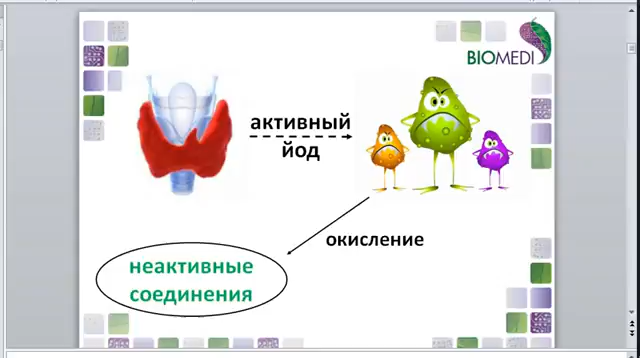 BIOMEDI
активный
йод
окисление
неактивные
соединения